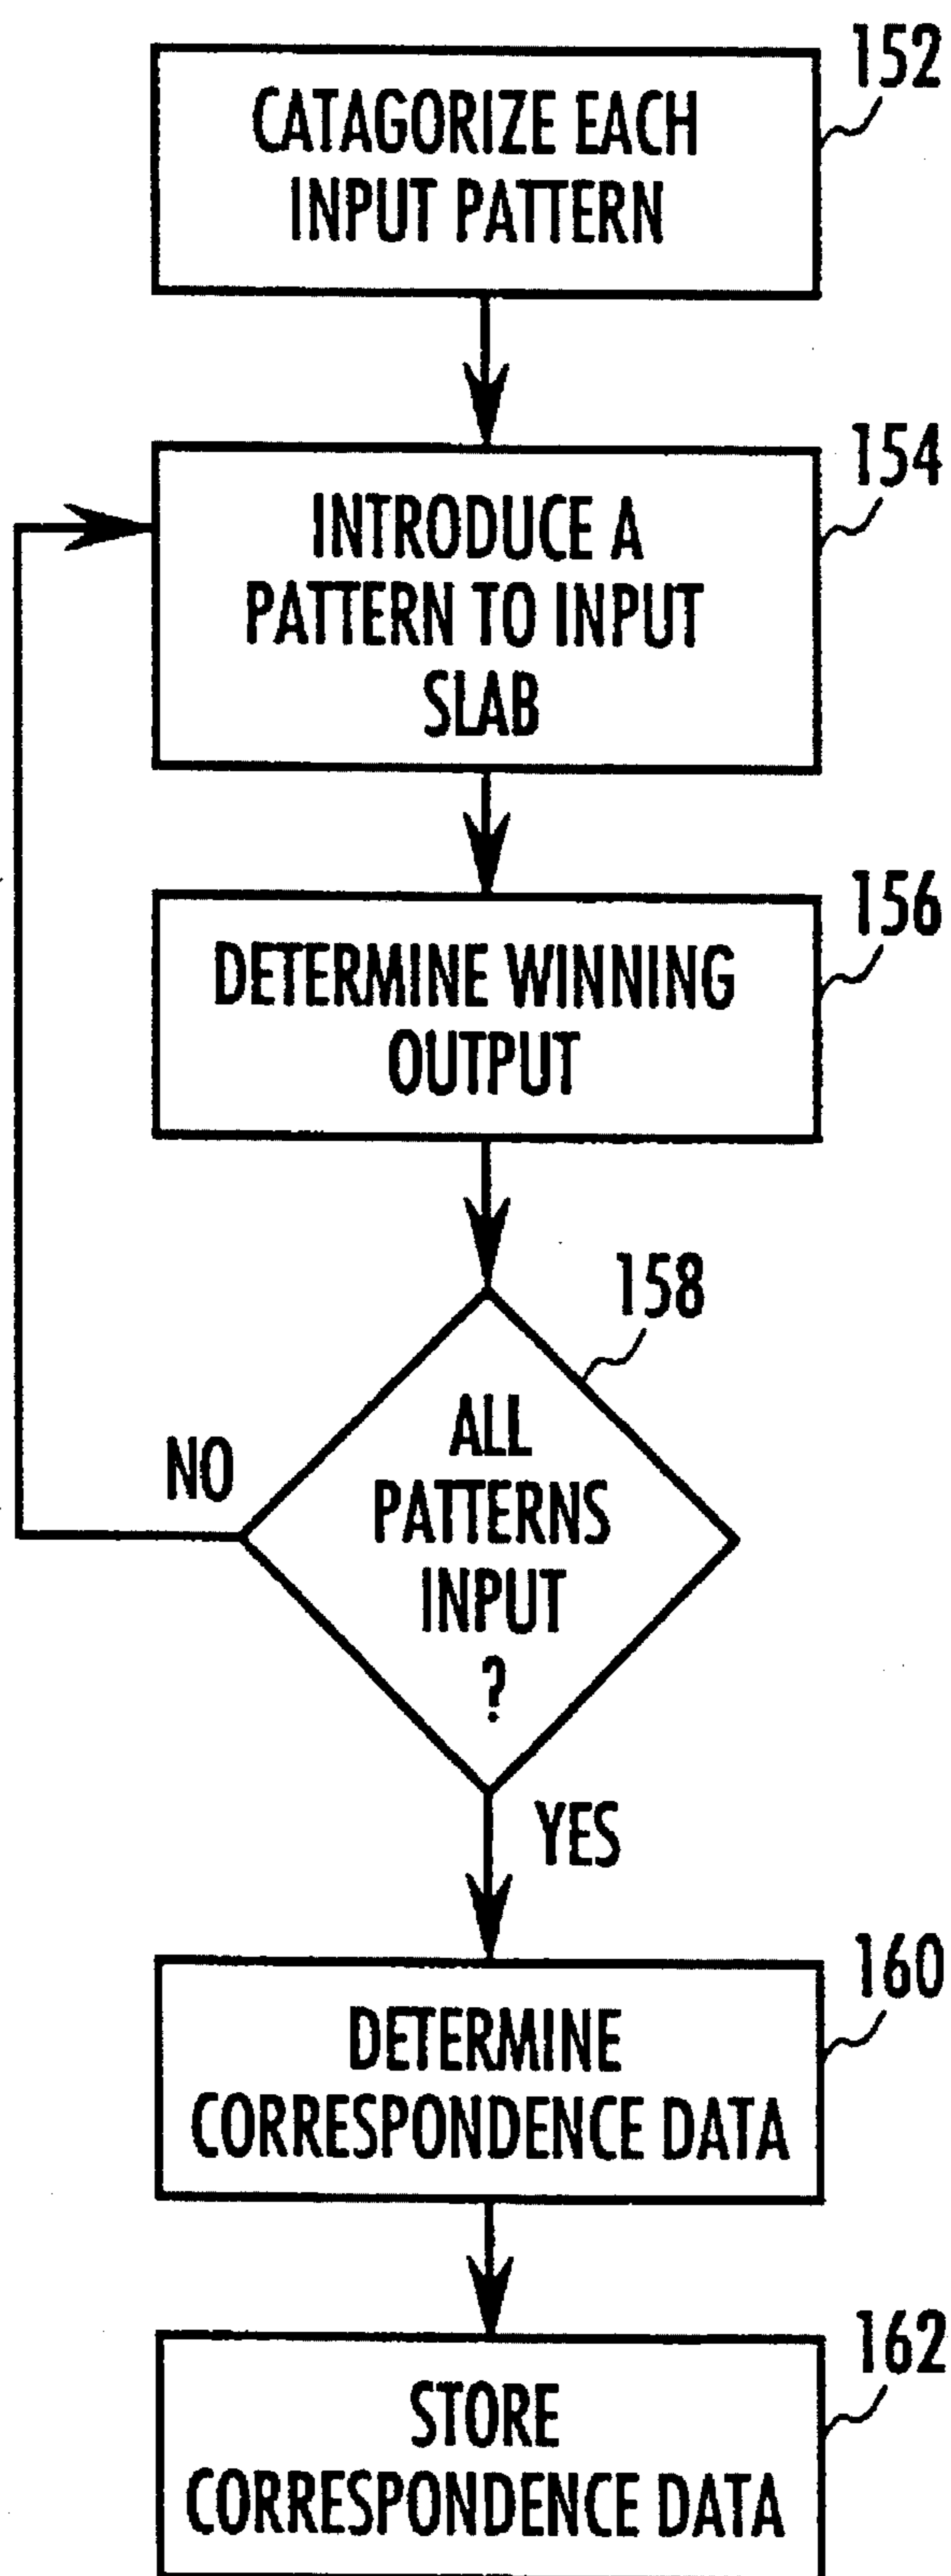 152
CATAGORIZE EACH
INPUT PATTERN
154
INTRODUCE A
PATTERN TO INPUT
SLAB
156
DETERMINE WINNING
OUTPUT
158
ALL
PATTERNS
INPUT
?
NO
YES
160
DETERMINE
CORRESPONDENCE DATA
162
STORE
CORRESPONDENCE DATA